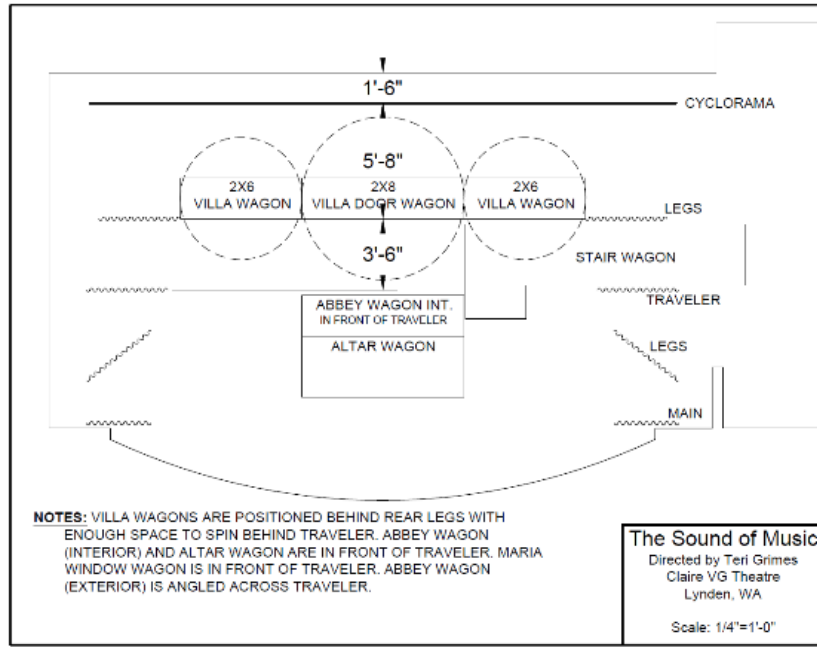 1'-6"
CYCLORAMA
5'-8"
2X6
VILLA WAGON
2X8
VILLA DOOR WAGON
2X6
VILLA WAGON
LEGS
3'-6"
STAIR WAGON
ABBEY WAGON INT.
IN FRONT OF TRAVELER
TRAVELER
ALTAR WAGON
LEGS
MAIN
NOTES: VILLA WAGONS ARE POSITIONED BEHIND REAR LEGS WITH
ENOUGH SPACE TO SPIN BEHIND TRAVELER. ABBEY WAGON
(INTERIOR) AND ALTAR WAGON ARE IN FRONT OF TRAVELER. MARIA
WINDOW WAGON IS IN FRONT OF TRAVELER. ABBEY WAGON
(EXTERIOR) IS ANGLED ACROSS TRAVELER.
The Sound of Music
Directed by Teri Grimes
Claire VG Theatre
Lynden, WA
Scale: 1/4"=1'-0"